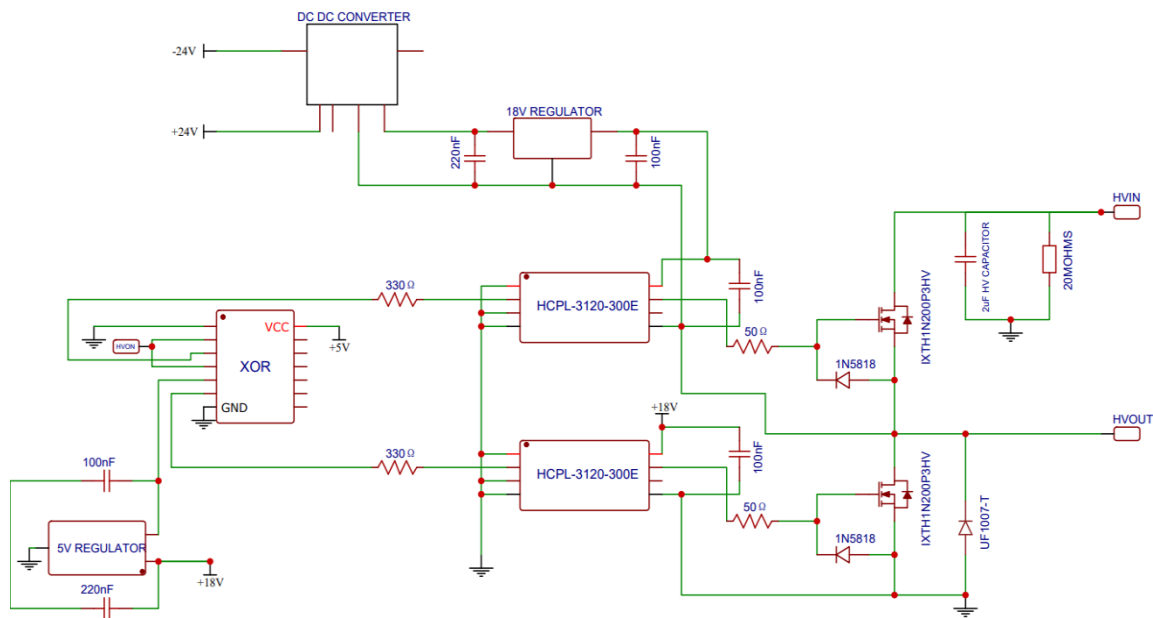 DC DC CONVERTER
-24V
+24V
18V REGULATOR
220nF
100nF
HVIN
2uF HV CAPACITOR
20MOHMS
330Ω
HCPL-3120-300E
100nF
50Ω
IXTH1N200P3HV
1N5818
VCC
+5V
HVON
XOR
GND
HVOUT
+18V
330Ω
HCPL-3120-300E
100nF
50Ω
IXTH1N200P3HV
1N5818
UF1007-T
100nF
5V REGULATOR
+18V
220nF